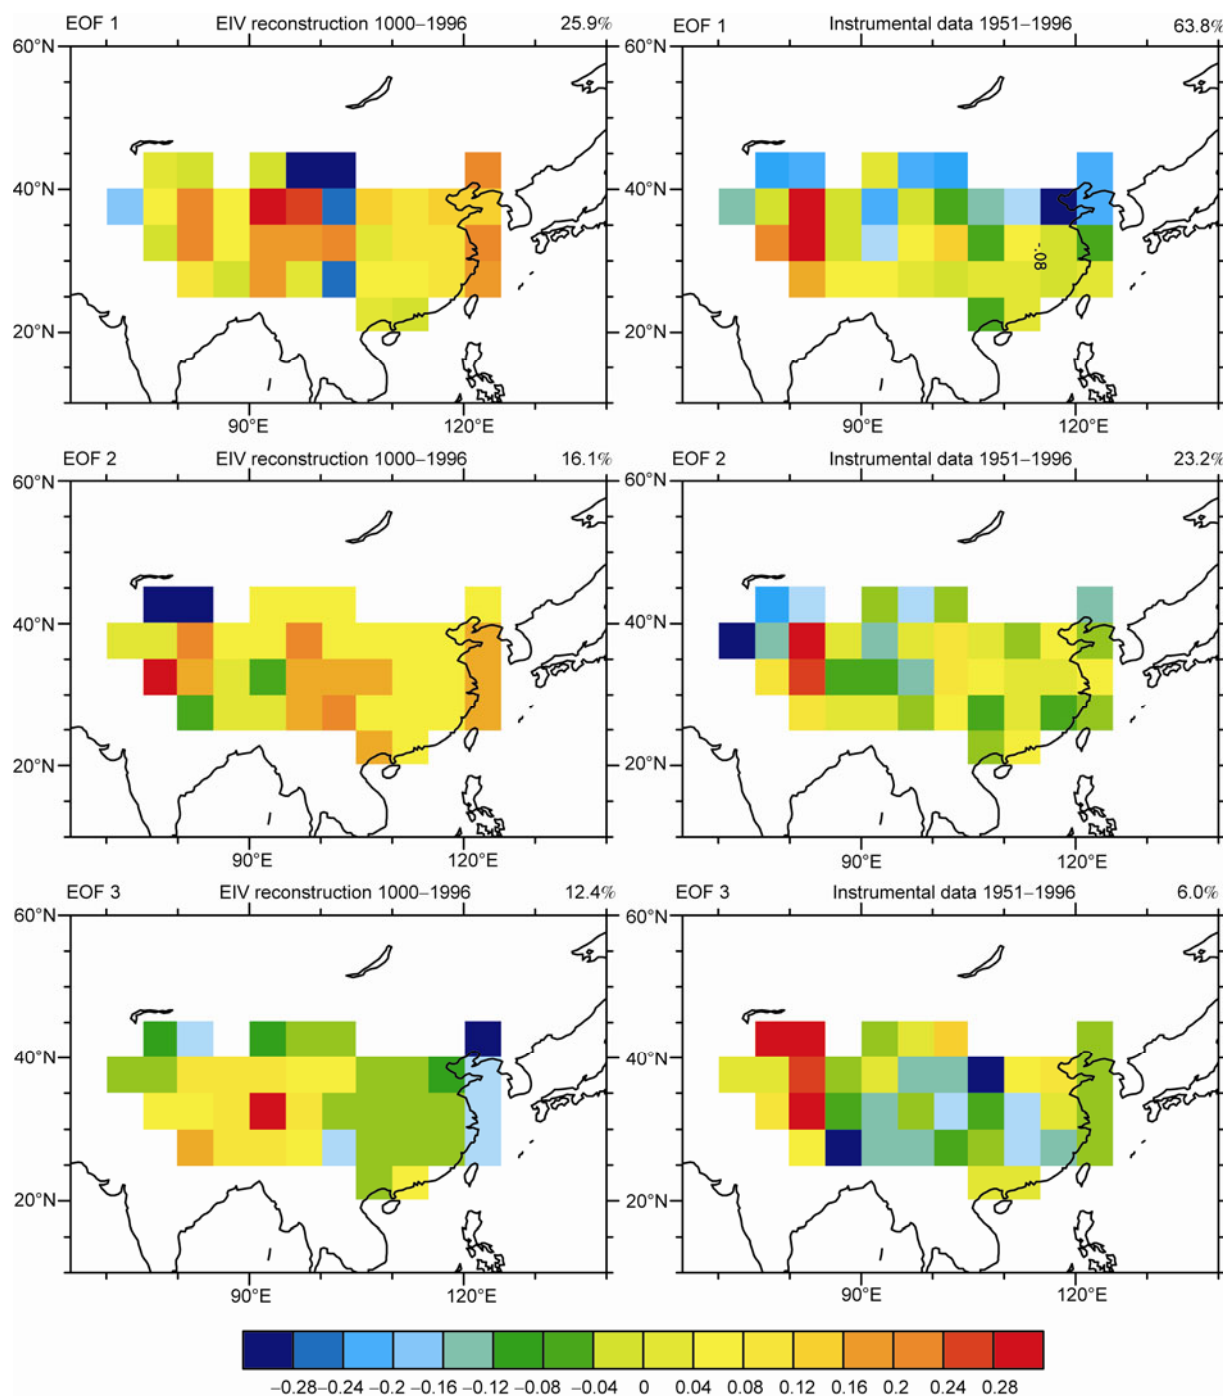 EOF 1 EIV reconstruction 1000–1996 25.9% EOF 1 Instrumental data 1951–1996 63.8%
60°N 60°N
40°N 40°N
-.08
20°N 20°N
90°E 120°E 90°E 120°E
EOF 2 EIV reconstruction 1000–1996 16.1% EOF 2 Instrumental data 1951–1996 23.2%
60°N 60°N
40°N 40°N
20°N 20°N
90°E 120°E 90°E 120°E
EOF 3 EIV reconstruction 1000–1996 12.4% EOF 3 Instrumental data 1951–1996 6.0%
60°N 60°N
40°N 40°N
20°N 20°N
90°E 120°E 90°E 120°E
−0.28 −0.24 −0.2 −0.16 −0.12 −0.08 −0.04 0 0.04 0.08 0.12 0.16 0.2 0.24 0.28